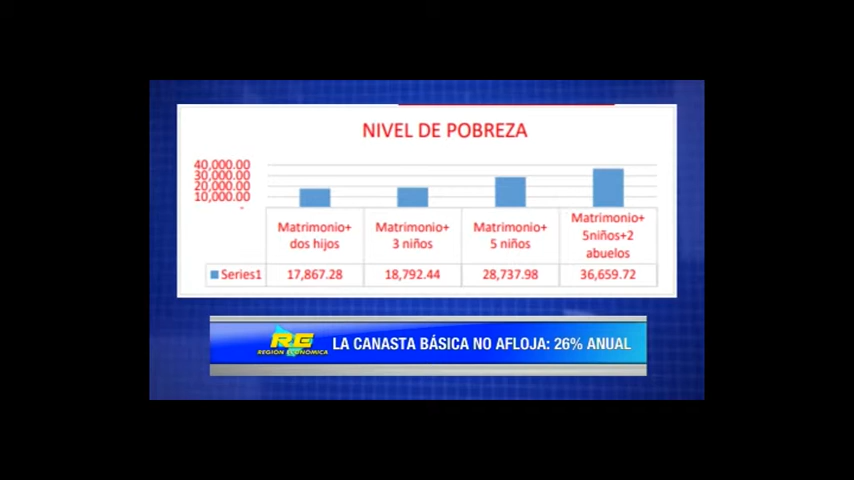 NIVEL DE POBREZA
40,000.00
30,000.00
20,000.00
10,000.00
-
Matrimonio+
dos hijos
Matrimonio+
3 niños
Matrimonio+
5 niños
Matrimonio+
5niños+2
abuelos
Series1 17,867.28 18,792.44 28,737.98 36,659.72
RE
REGIÓN ECONÓMICA
LA CANASTA BÁSICA NO AFLOJA: 26% ANUAL